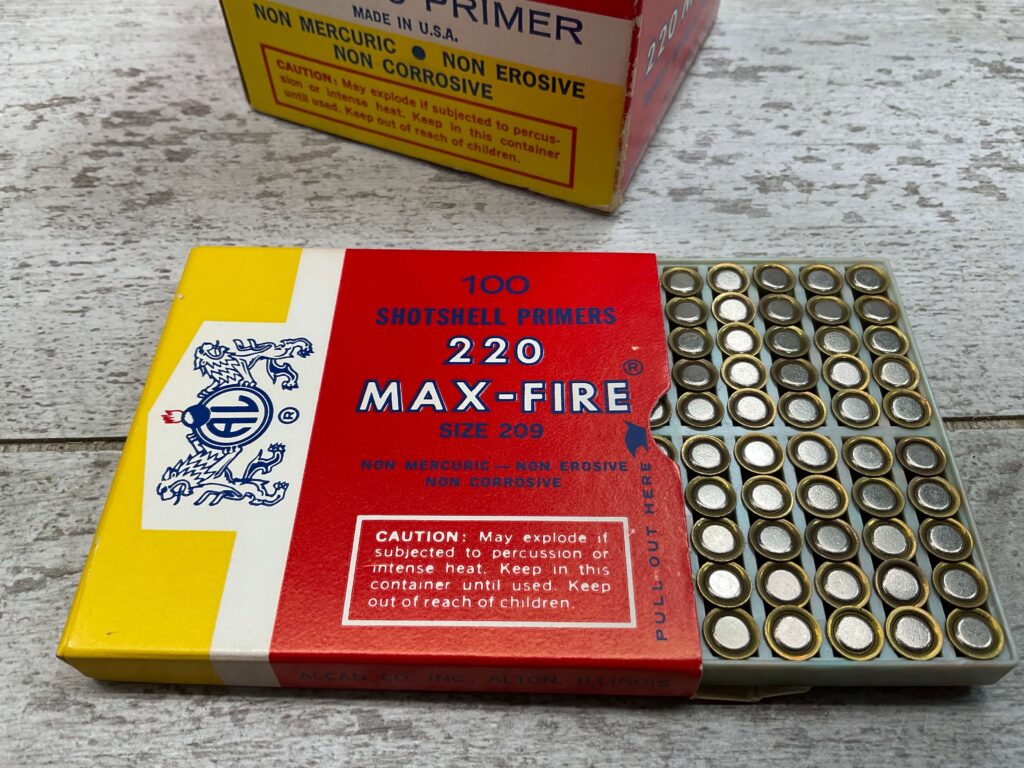 PRIMER
MADE IN U.S.A.
NON MERCURIC ● NON EROSIVE
NON CORROSIVE
CAUTION: May explode if subjected to percus-
sion or intense heat. Keep in this container
until used. Keep out of reach of children.
220 M
100
SHOTSHELL PRIMERS
220
MAX-FIRE®
SIZE 209
NON MERCURIC — NON EROSIVE
NON CORROSIVE
CAUTION: May explode if
subjected to percussion or
intense heat. Keep in this
container until used. Keep
out of reach of children.
PULL OUT HERE
AL ®
ALCAN CO. INC., ALTON, ILLINOIS